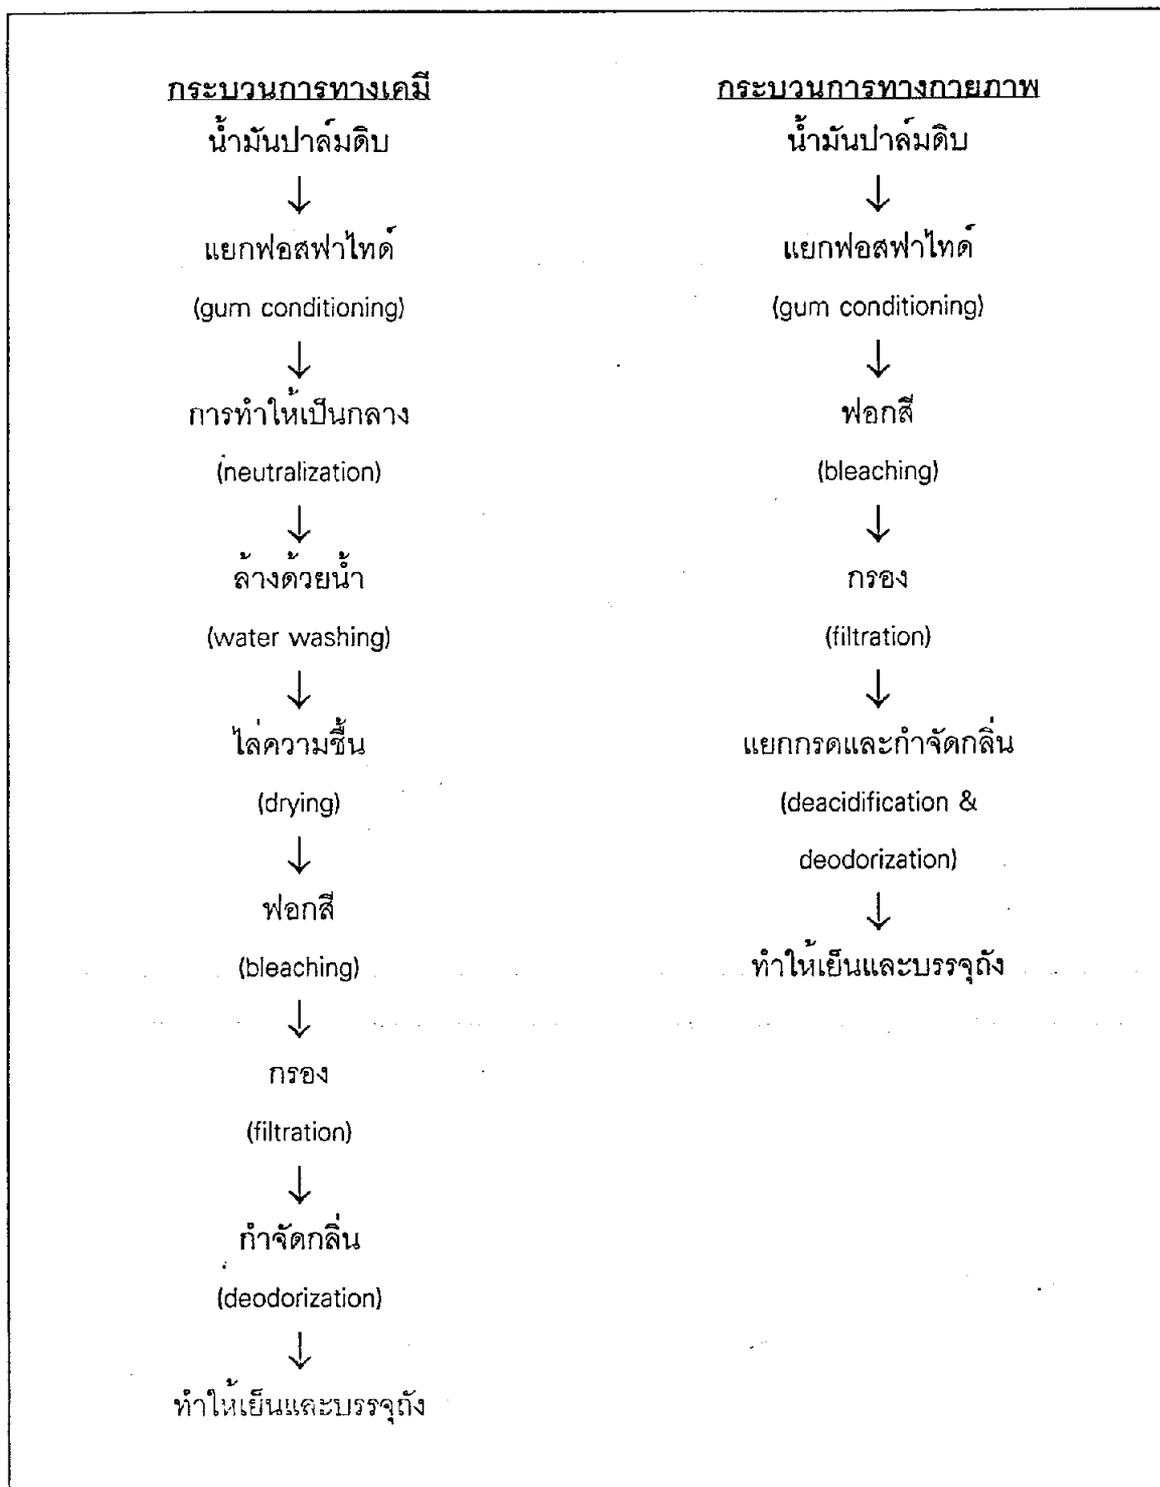 กระบวนการทางเคมี
น้ำมันปาล์มดิบ
↓
แยกฟอสฟาไทด์
(gum conditioning)
↓
การทำให้เป็นกลาง
(neutralization)
↓
ล้างด้วยน้ำ
(water washing)
↓
ไล่ความชื้น
(drying)
↓
ฟอกสี
(bleaching)
↓
กรอง
(filtration)
↓
กำจัดกลิ่น
(deodorization)
↓
ทำให้เย็นและบรรจุถัง
กระบวนการทางกายภาพ
น้ำมันปาล์มดิบ
↓
แยกฟอสฟาไทด์
(gum conditioning)
↓
ฟอกสี
(bleaching)
↓
กรอง
(filtration)
↓
แยกกรดและกำจัดกลิ่น
(deacidification &
deodorization)
↓
ทำให้เย็นและบรรจุถัง